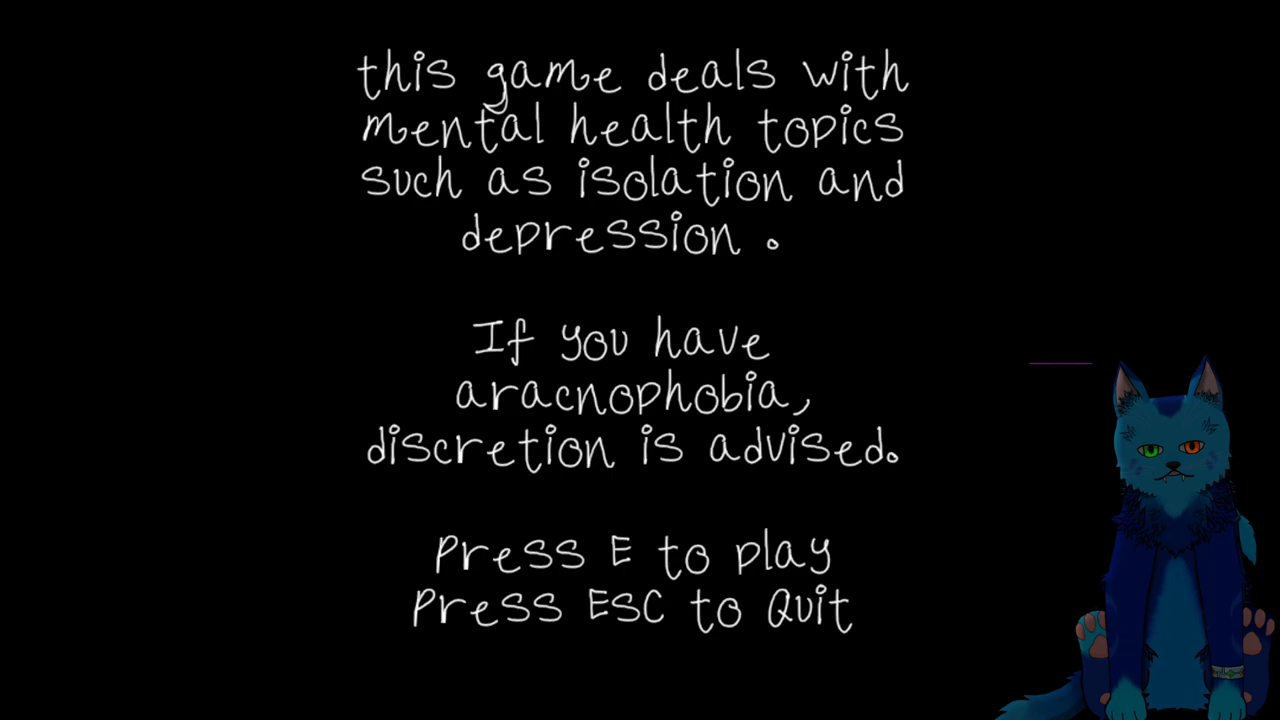 this game deals with
mental health topics
such as isolation and
depression .
If you have
aracnophobia,
discretion is advised.
Press E to play
Press ESC to Quit